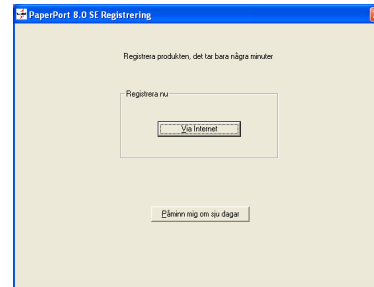 PaperPort 8.0 SE Registrering
Registrera produkten, det tar bara några minuter
Registrera nu
Via Internet
Påminn mig om sju dagar